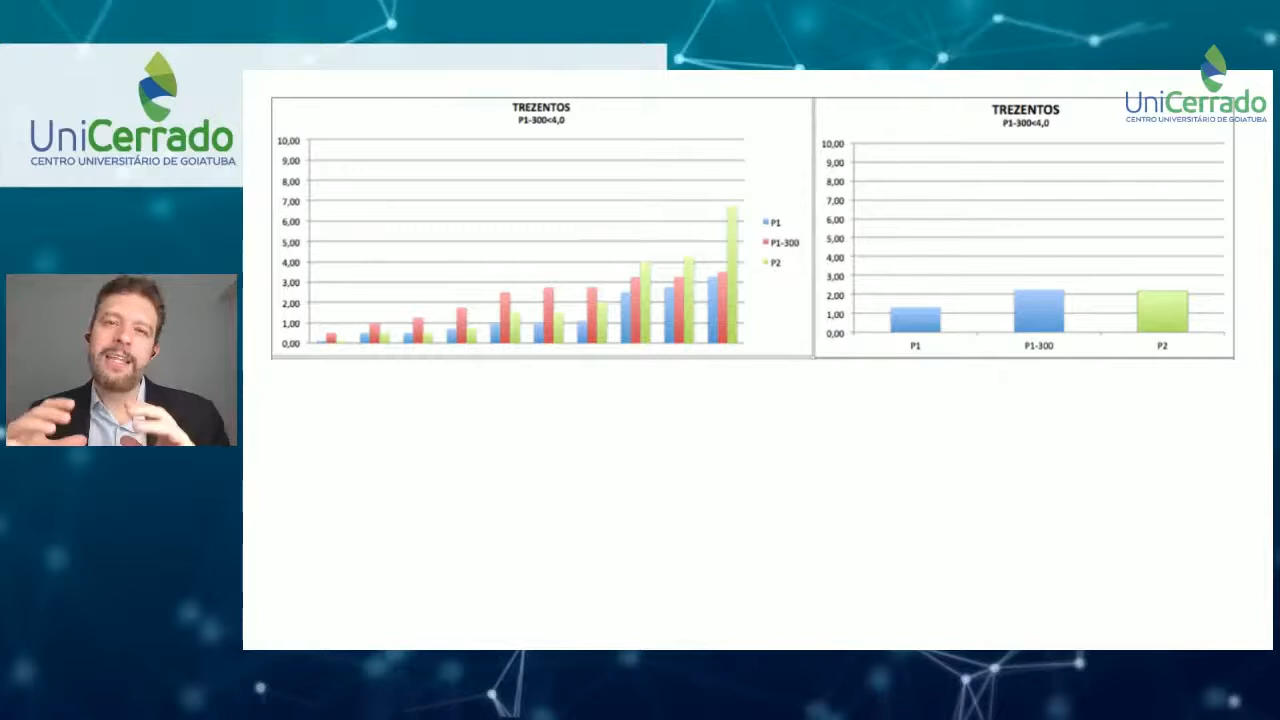 UniCerrado
CENTRO UNIVERSITÁRIO DE GOIATUBA
UniCerrado
CENTRO UNIVERSITÁRIO DE GOIATUBA
TREZENTOS
P1-300<4,0
10,00
9,00
8,00
7,00
6,00
5,00
4,00
3,00
2,00
1,00
0,00
P1
P1-300
P2
TREZENTOS
P1-300<4,0
10,00
9,00
8,00
7,00
6,00
5,00
4,00
3,00
2,00
1,00
0,00
P1
P1-300
P2